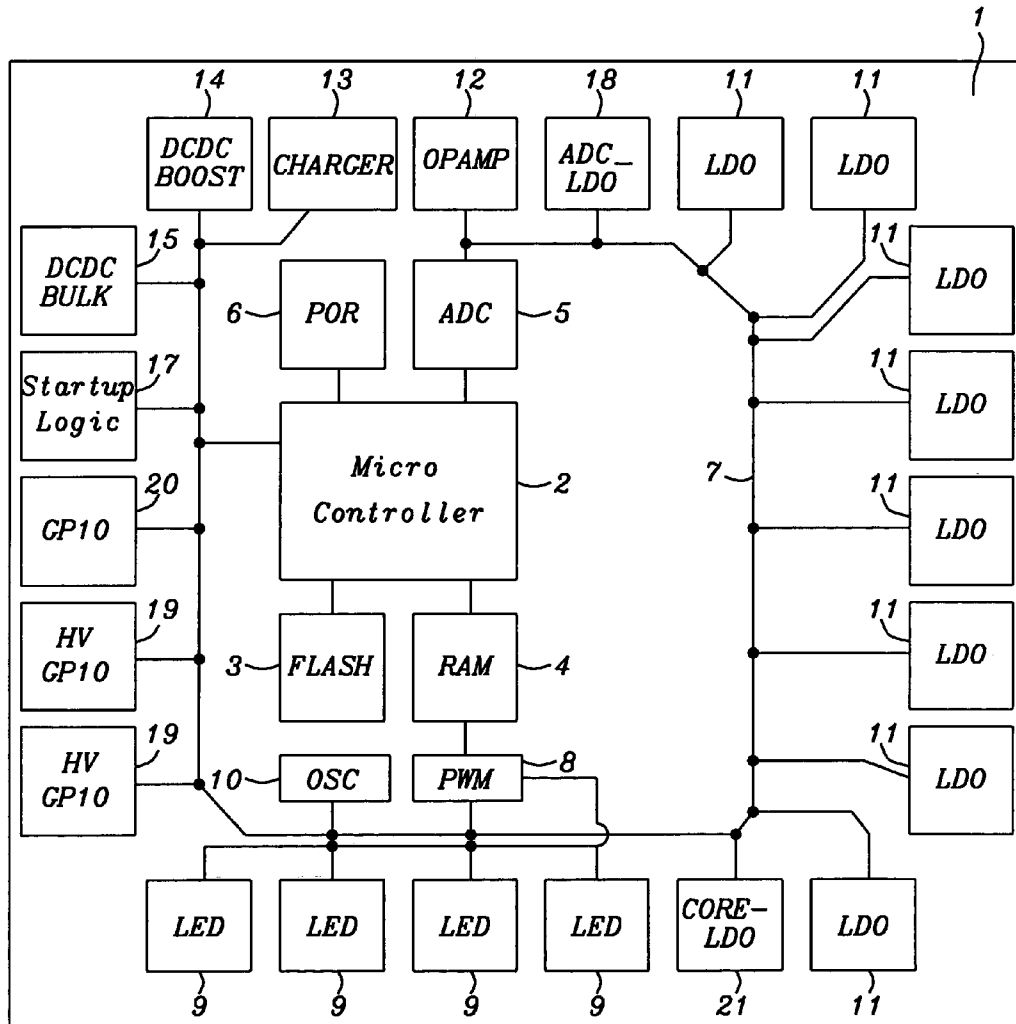 1
14
13
12
18
11
11
DCDC
BOOST
CHARGER
OPAMP
ADC_
LDO
LDO
LDO
15
DCDC
BULK
11
LDO
6
POR
ADC
5
17
Startup
Logic
11
LDO
Micro
Controller
2
7
20
GP10
11
LDO
19
HV
GP10
3
FLASH
RAM
4
11
LDO
19
HV
GP10
10
OSC
PWM
8
11
LDO
LED
LED
LED
LED
CORE-
LDO
LDO
9
9
9
9
21
11